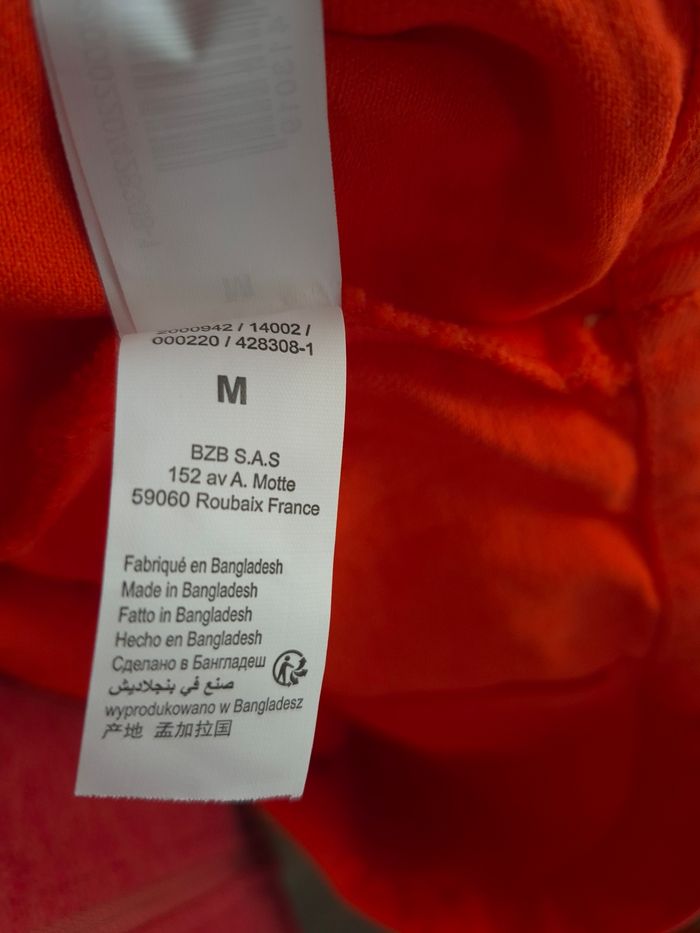 2000942 / 14002 /
000220 / 428308-1
M
BZB S.A.S
152 av A. Motte
59060 Roubaix France
Fabriqué en Bangladesh
Made in Bangladesh
Fatto in Bangladesh
Hecho en Bangladesh
Сделано в Бангладеш
صنع في بنجلاديش
wyprodukowano w Bangladesz
产地 孟加拉国